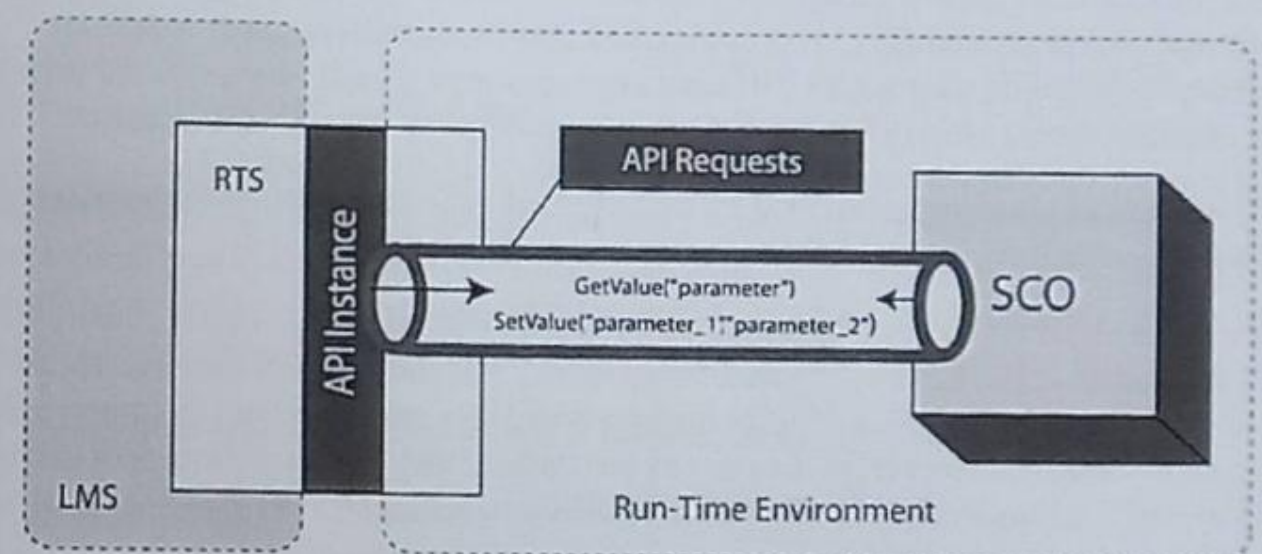 RTS
API Instance
API Requests
GetValue("parameter")
SetValue("parameter_1","parameter_2")
SCO
LMS
Run-Time Environment